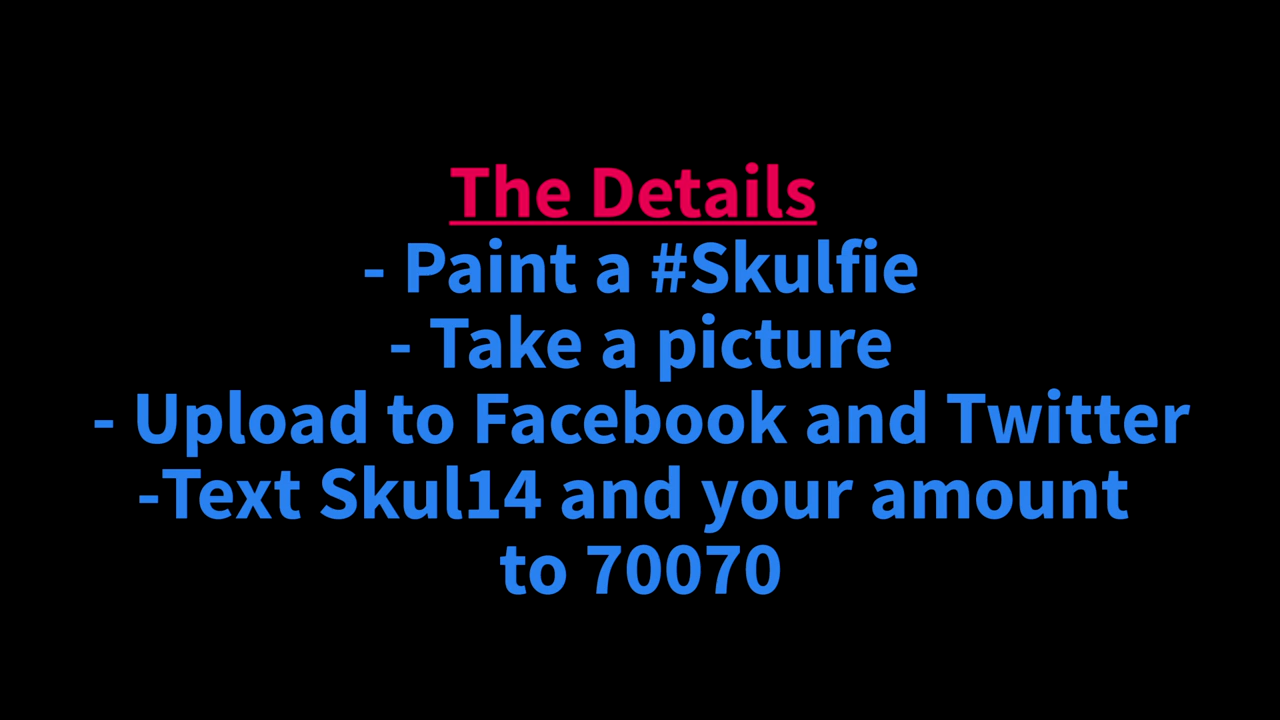 The Details
- Paint a #Skulfie
- Take a picture
- Upload to Facebook and Twitter
-Text Skul14 and your amount
to 70070